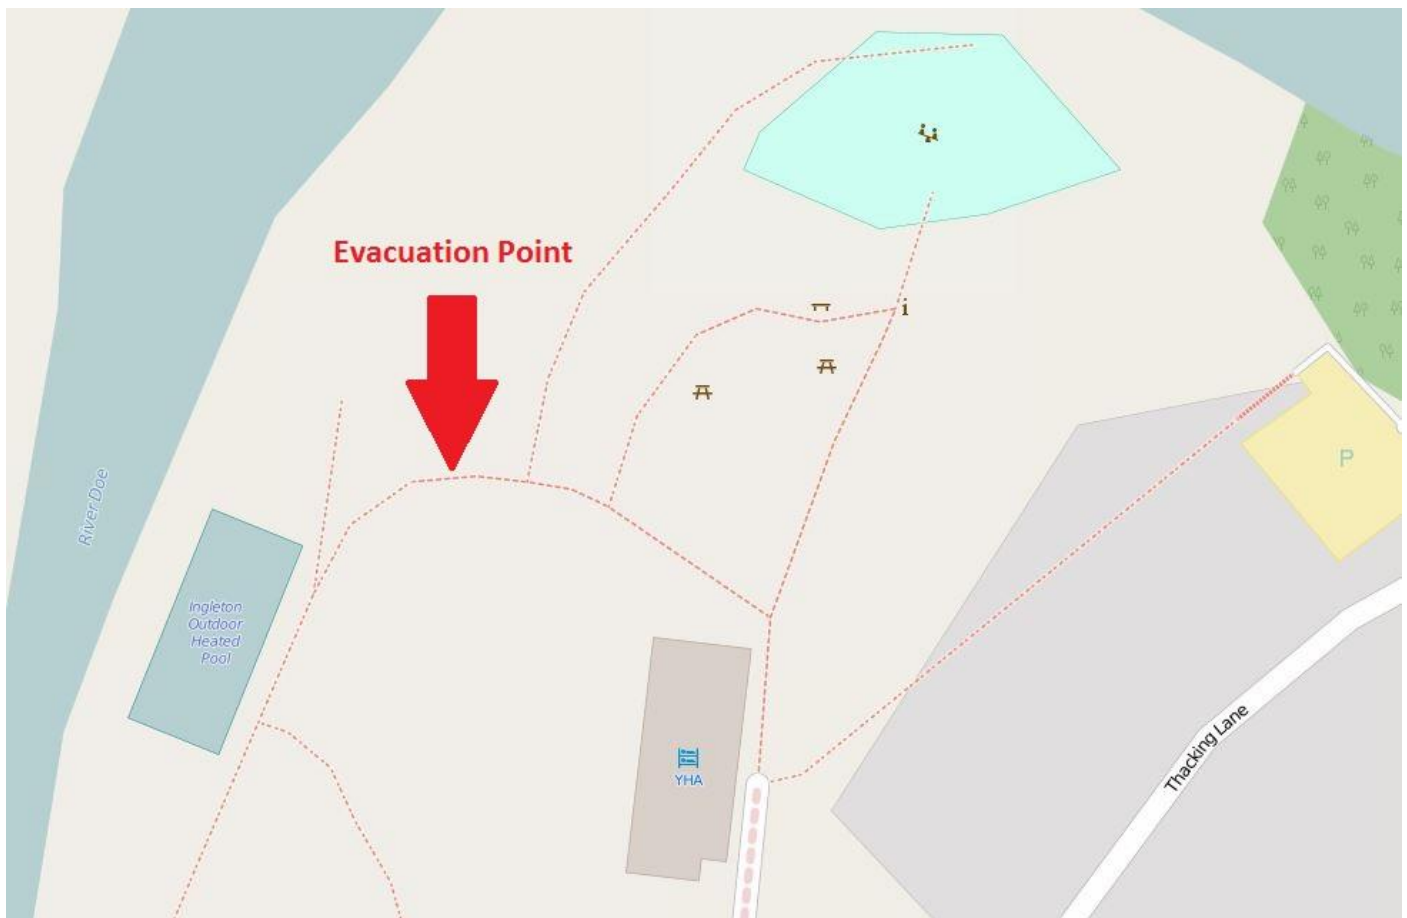 Evacuation Point
i
P
River Doe
Ingleton
Outdoor
Heated
Pool
YHA
Thacking Lane